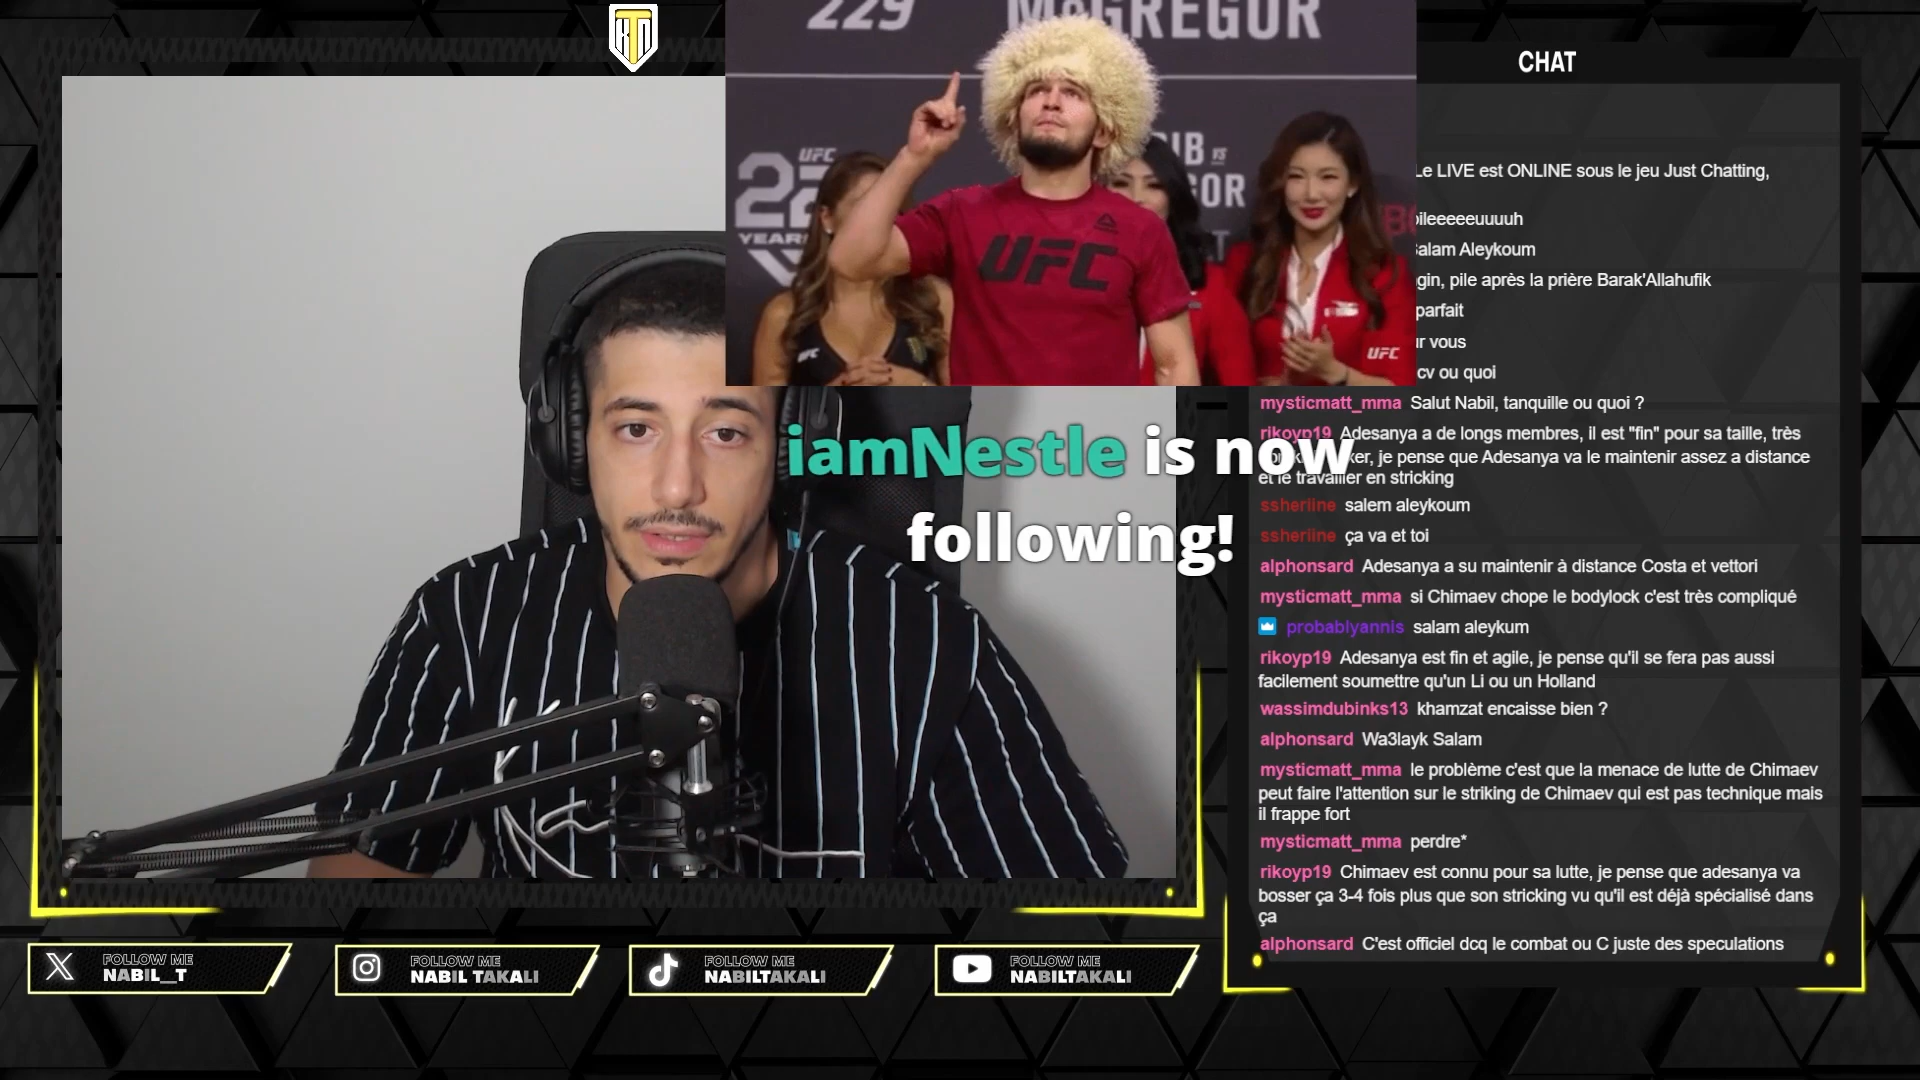 229
McGREGOR
UFC
YEARS
IB vs
GOR
UFC
UFC
UFC
CHAT
Le LIVE est ONLINE sous le jeu Just Chatting,
Salam Aleykoum
pile après la prière Barak'Allahufik
parfait
vous
cv ou quoi
mysticmatt_mma Salut Nabil, tanquille ou quoi ?
rikoyp19 Adesanya a de longs membres, il est "fin" pour sa taille, très
je pense que Adesanya va le maintenir assez a distance
et le travailler en stricking
ssheriine salem aleykoum
ssheriine ça va et toi
alphonsard Adesanya a su maintenir à distance Costa et vettori
mysticmatt_mma si Chimaev chope le bodylock c'est très compliqué
probablyannis salam aleykum
rikoyp19 Adesanya est fin et agile, je pense qu'il se fera pas aussi
facilement soumettre qu'un Li ou un Holland
wassimdubinks13 khamzat encaisse bien ?
alphonsard Wa3layk Salam
mysticmatt_mma le problème c'est que la menace de lutte de Chimaev
peut faire l'attention sur le striking de Chimaev qui est pas technique mais
il frappe fort
mysticmatt_mma perdre*
rikoyp19 Chimaev est connu pour sa lutte, je pense que adesanya va
bosser ça 3-4 fois plus que son stricking vu qu'il est déjà spécialisé dans
ça
alphonsard C'est officiel dcq le combat ou C juste des speculations
iamNestle is now
following!
FOLLOW ME
NABIL_T
FOLLOW ME
NABIL TAKALI
FOLLOW ME
NABILTAKALI
FOLLOW ME
NABILTAKALI